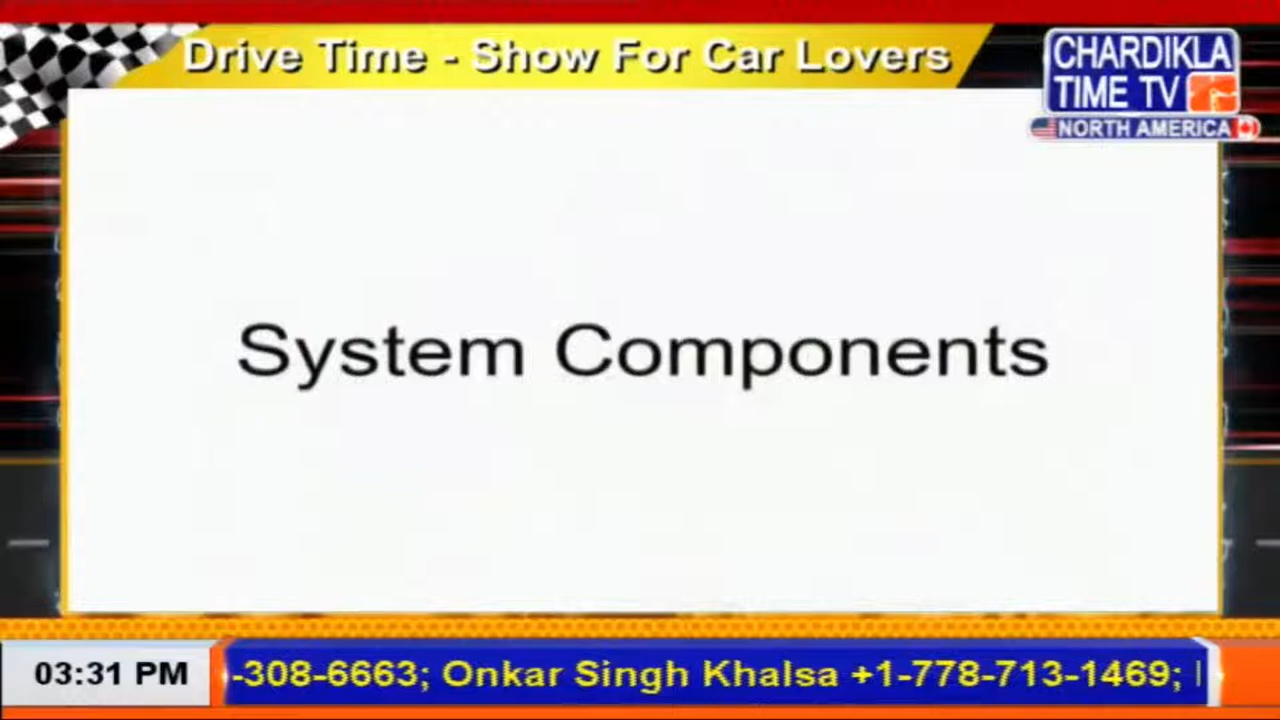 Drive Time - Show For Car Lovers
CHARDIKLA
TIME TV
NORTH AMERICA
System Components
03:31 PM
-308-6663; Onkar Singh Khalsa +1-778-713-1469;